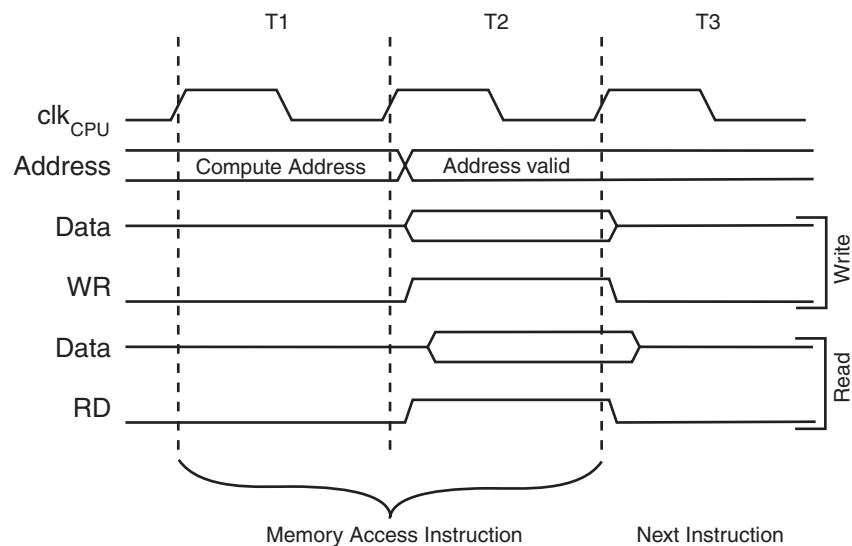 T1 T2 T3
clkCPU
Address Compute Address Address valid
Data
WR
Write
Data
RD
Read
Memory Access Instruction Next Instruction